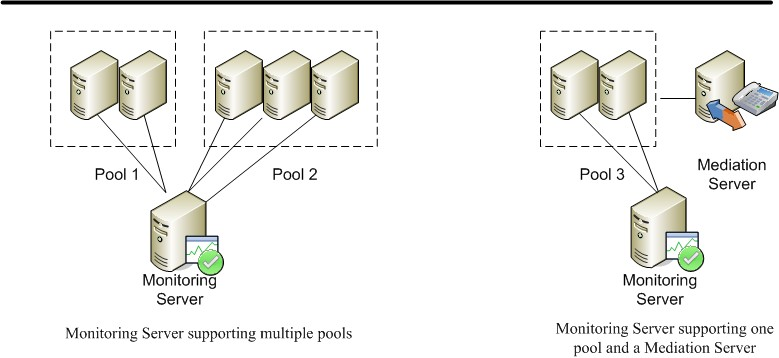 Pool 1
Pool 2
Pool 3
Mediation
Server
Monitoring
Server
Monitoring
Server
Monitoring Server supporting multiple pools
Monitoring Server supporting one
pool and a Mediation Server